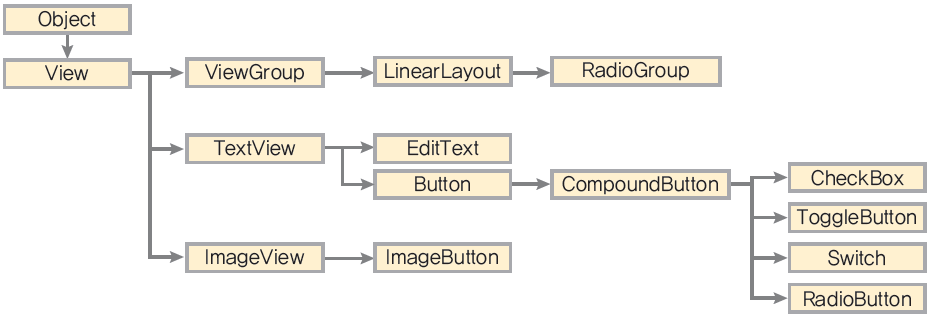 Object
View
ViewGroup
LinearLayout
RadioGroup
TextView
EditText
Button
CompoundButton
CheckBox
ToggleButton
Switch
RadioButton
ImageView
ImageButton